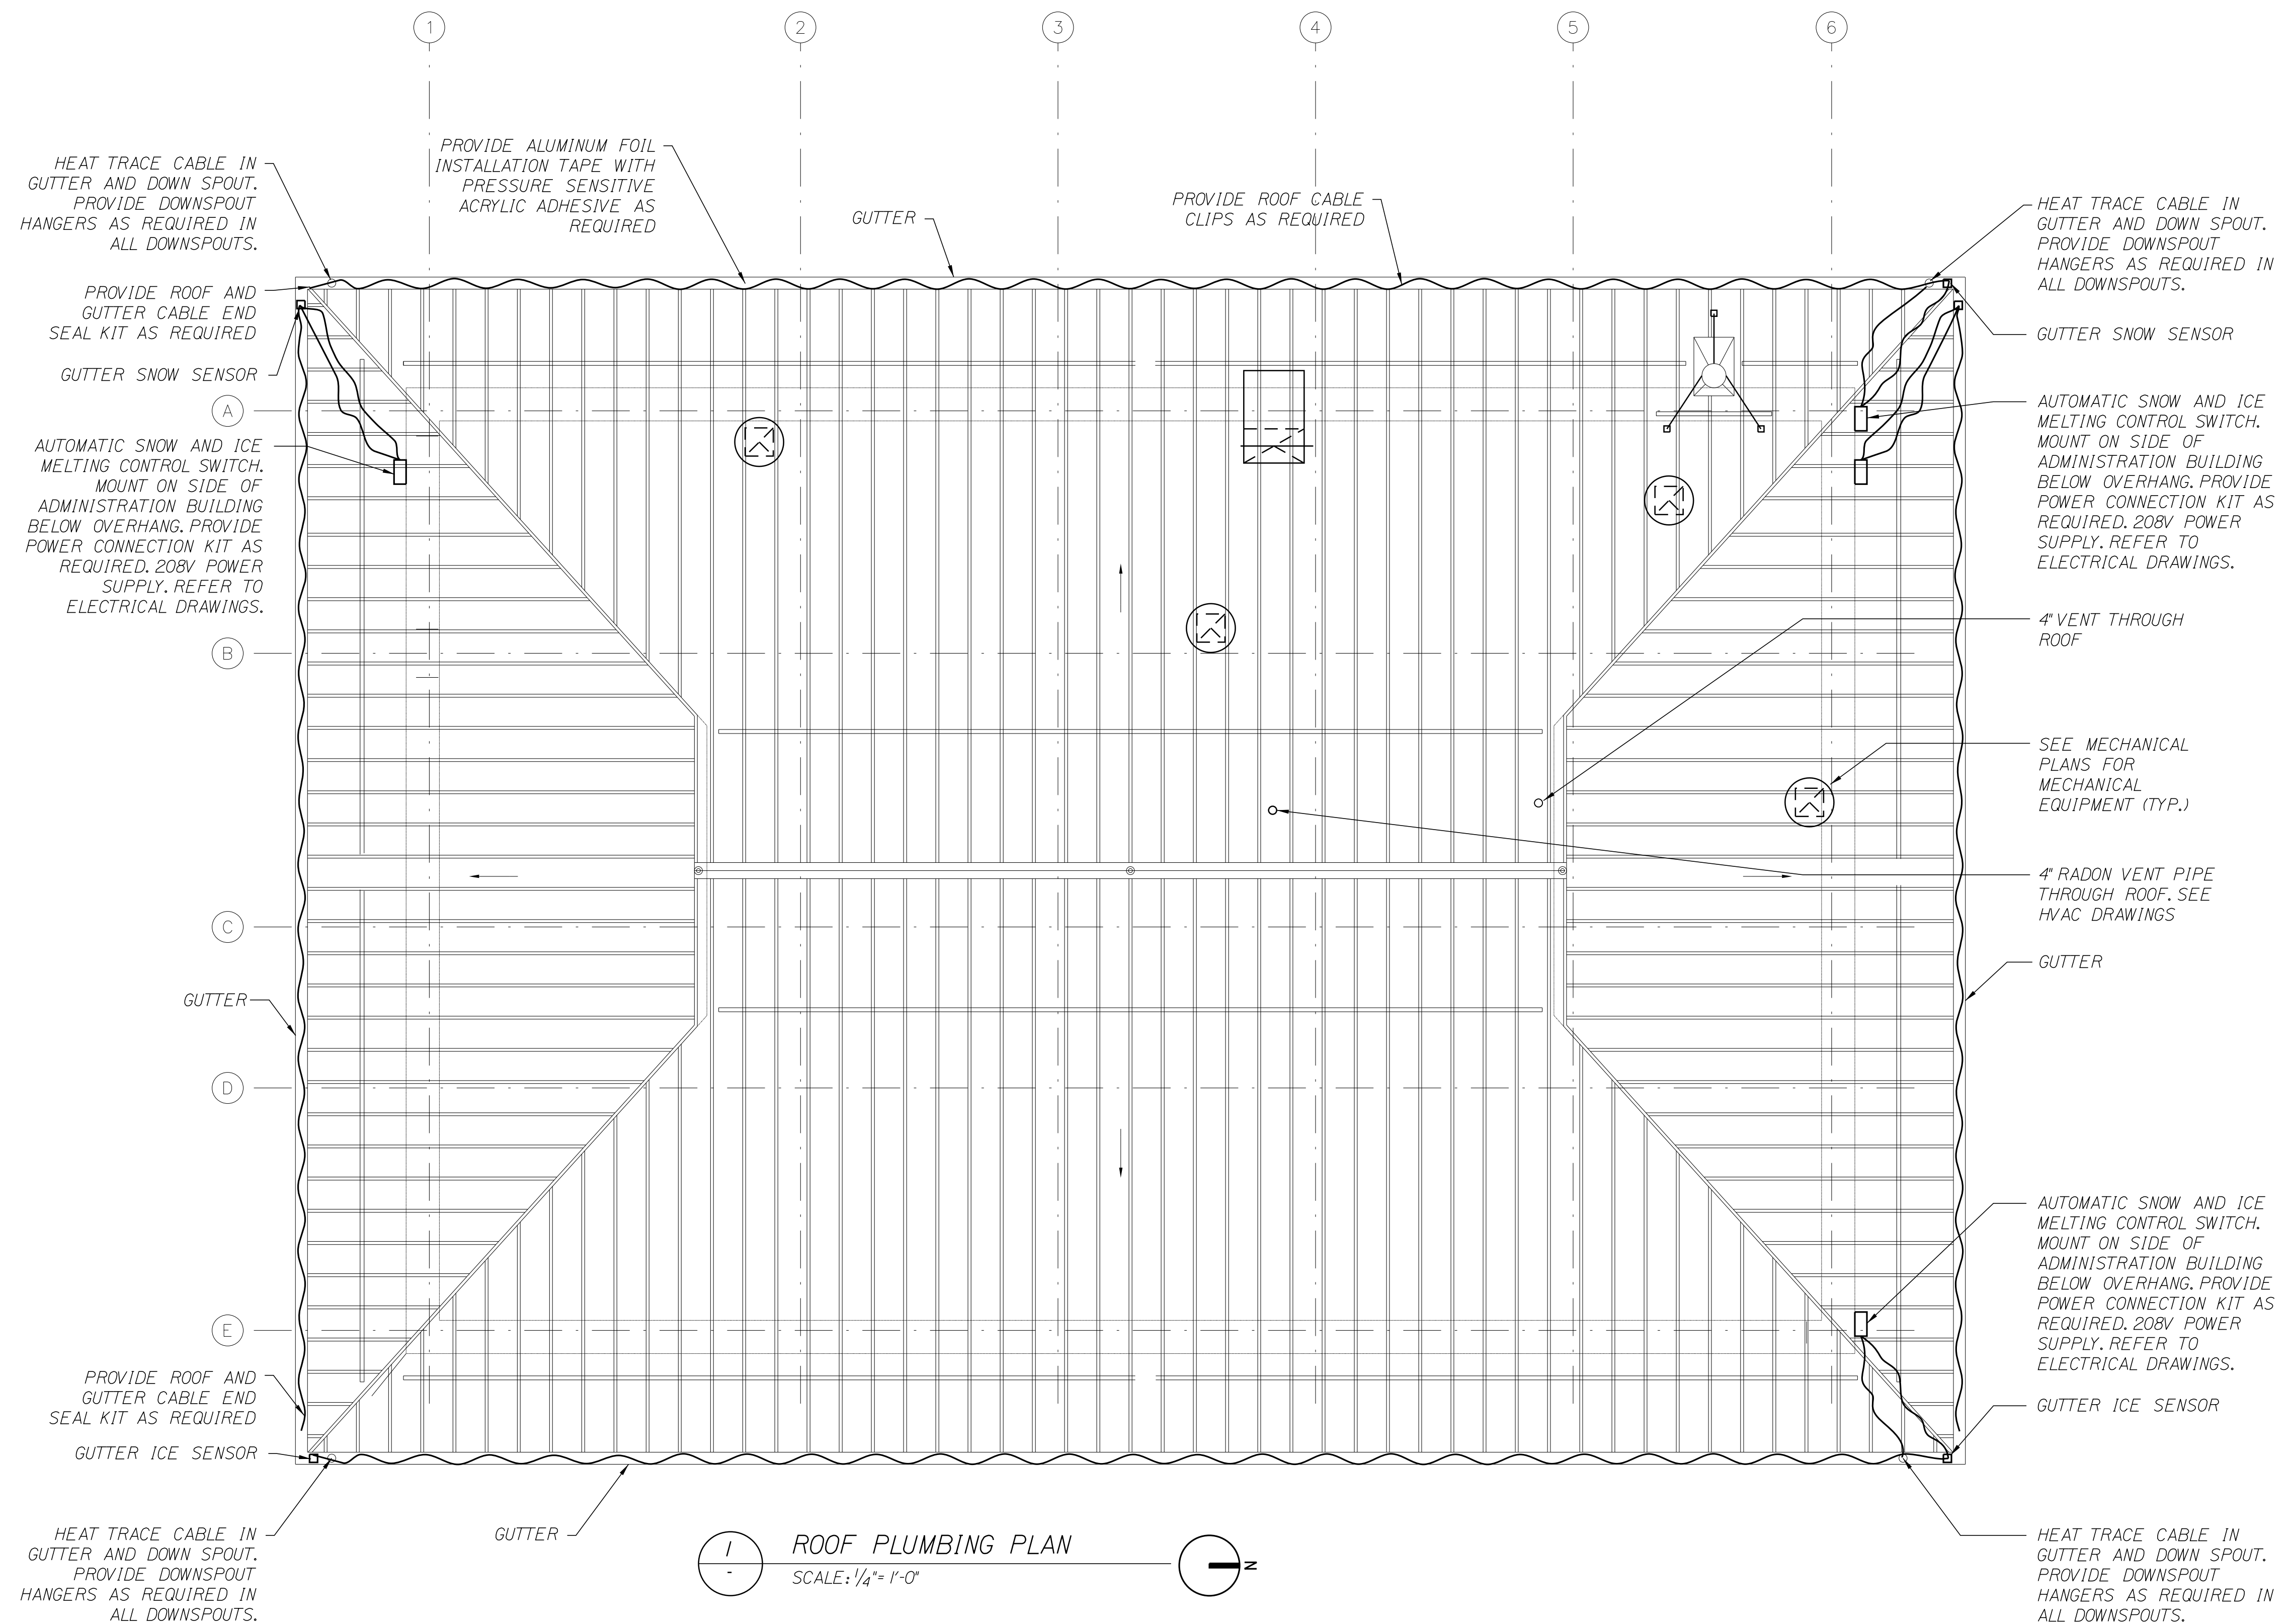 1
2
3
4
5
6
HEAT TRACE CABLE IN
GUTTER AND DOWN SPOUT.
PROVIDE DOWNSPOUT
HANGERS AS REQUIRED IN
ALL DOWNSPOUTS.
PROVIDE ALUMINUM FOIL
INSTALLATION TAPE WITH
PRESSURE SENSITIVE
ACRYLIC ADHESIVE AS
REQUIRED
GUTTER
PROVIDE ROOF CABLE
CLIPS AS REQUIRED
HEAT TRACE CABLE IN
GUTTER AND DOWN SPOUT.
PROVIDE DOWNSPOUT
HANGERS AS REQUIRED IN
ALL DOWNSPOUTS.
PROVIDE ROOF AND
GUTTER CABLE END
SEAL KIT AS REQUIRED
GUTTER SNOW SENSOR
GUTTER SNOW SENSOR
A
AUTOMATIC SNOW AND ICE
MELTING CONTROL SWITCH.
MOUNT ON SIDE OF
ADMINISTRATION BUILDING
BELOW OVERHANG. PROVIDE
POWER CONNECTION KIT AS
REQUIRED. 208V POWER
SUPPLY. REFER TO
ELECTRICAL DRAWINGS.
AUTOMATIC SNOW AND ICE
MELTING CONTROL SWITCH.
MOUNT ON SIDE OF
ADMINISTRATION BUILDING
BELOW OVERHANG. PROVIDE
POWER CONNECTION KIT AS
REQUIRED. 208V POWER
SUPPLY. REFER TO
ELECTRICAL DRAWINGS.
B
4" VENT THROUGH
ROOF
SEE MECHANICAL
PLANS FOR
MECHANICAL
EQUIPMENT (TYP.)
4" RADON VENT PIPE
THROUGH ROOF. SEE
HVAC DRAWINGS
C
GUTTER
GUTTER
D
AUTOMATIC SNOW AND ICE
MELTING CONTROL SWITCH.
MOUNT ON SIDE OF
ADMINISTRATION BUILDING
BELOW OVERHANG. PROVIDE
POWER CONNECTION KIT AS
REQUIRED. 208V POWER
SUPPLY. REFER TO
ELECTRICAL DRAWINGS.
E
PROVIDE ROOF AND
GUTTER CABLE END
SEAL KIT AS REQUIRED
GUTTER ICE SENSOR
GUTTER ICE SENSOR
HEAT TRACE CABLE IN
GUTTER AND DOWN SPOUT.
PROVIDE DOWNSPOUT
HANGERS AS REQUIRED IN
ALL DOWNSPOUTS.
GUTTER
1
-
ROOF PLUMBING PLAN
SCALE: 1/4" = 1'-0"
N
HEAT TRACE CABLE IN
GUTTER AND DOWN SPOUT.
PROVIDE DOWNSPOUT
HANGERS AS REQUIRED IN
ALL DOWNSPOUTS.